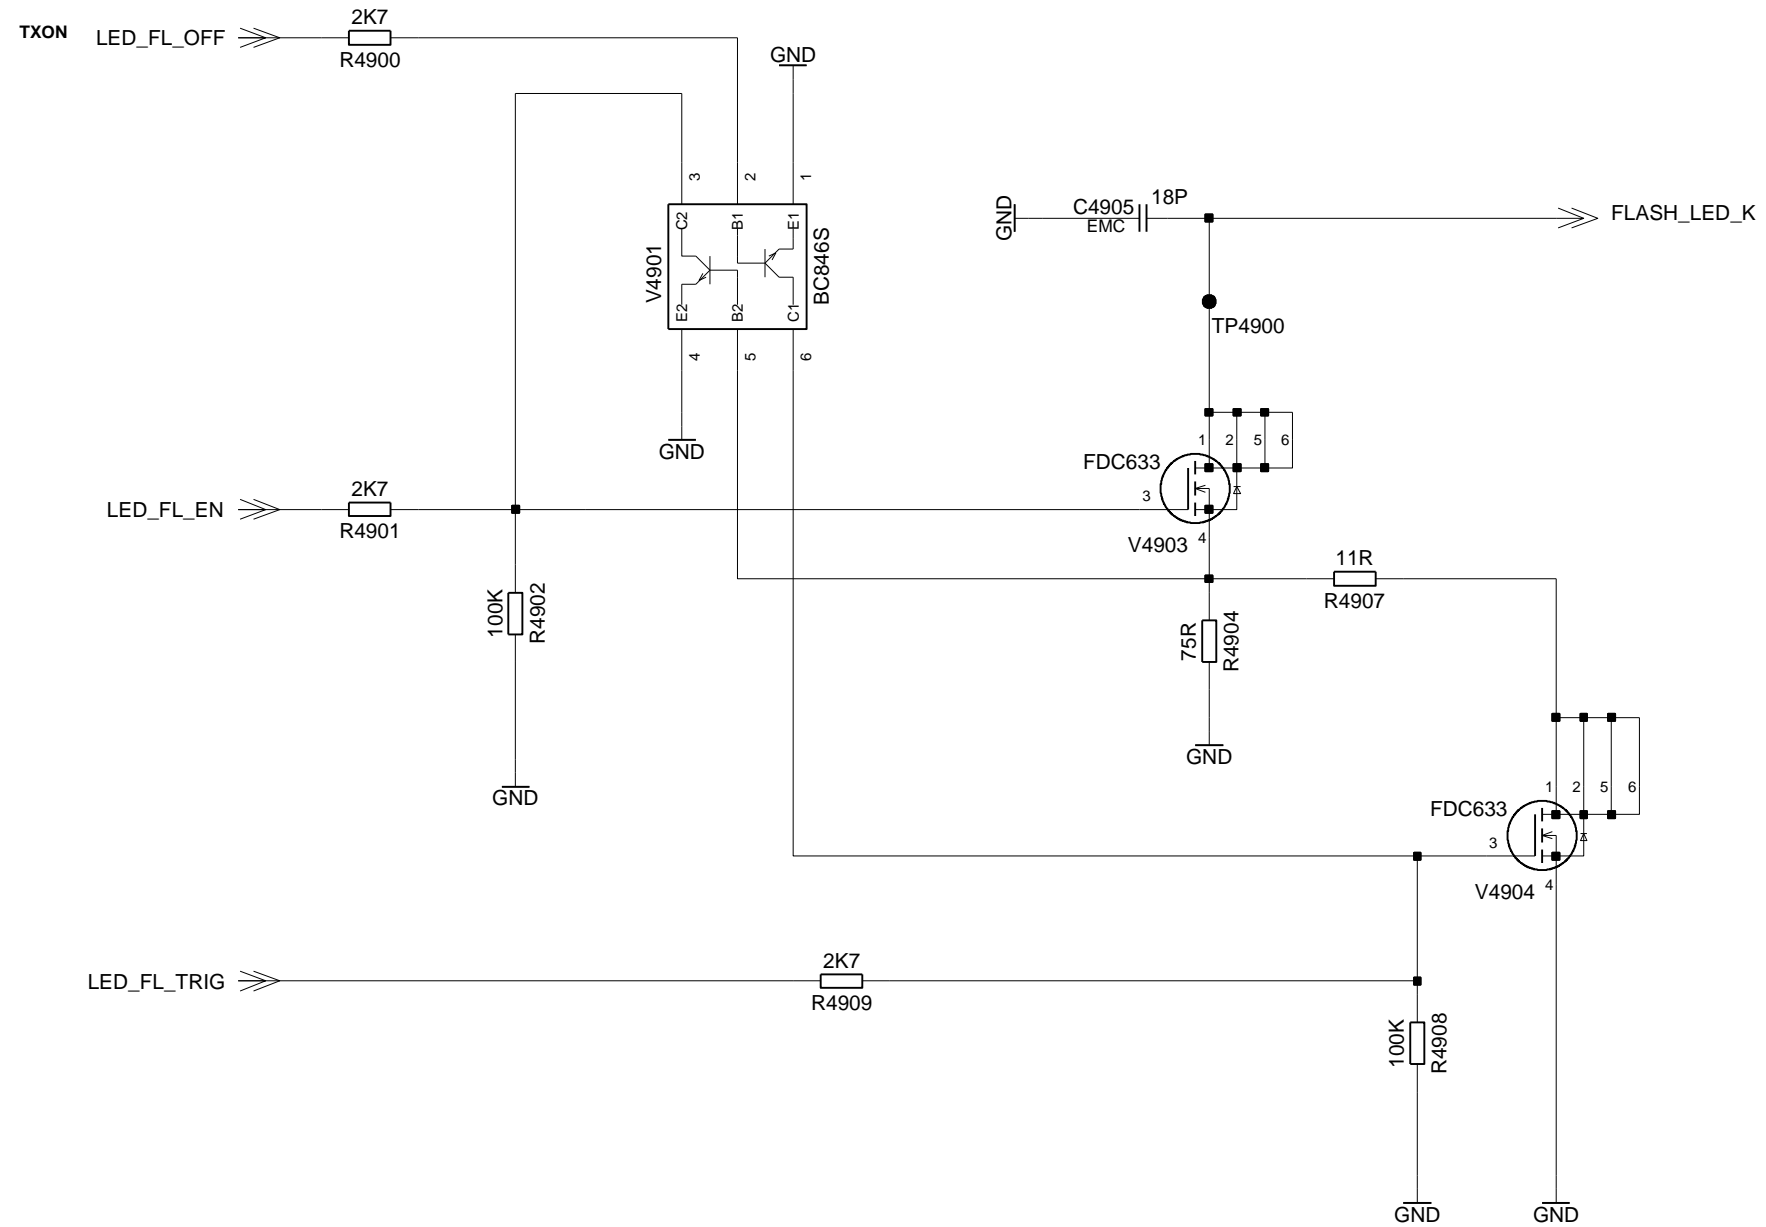 2K7
TXON LED_FL_OFF
R4900
GND
3 2 1
C2 B1 E1
V4901
BC846S
E2 B2 C1
4 5 6
GND
GND
C4905 18P
EMC
FLASH_LED_K
TP4900
1 2 5 6
FDC633
3
V4903 4
2K7
LED_FL_EN
R4901
100K
R4902
GND
11R
R4907
75R
R4904
GND
1 2 5 6
FDC633
3
V4904 4
2K7
LED_FL_TRIG
R4909
100K
R4908
GND
GND